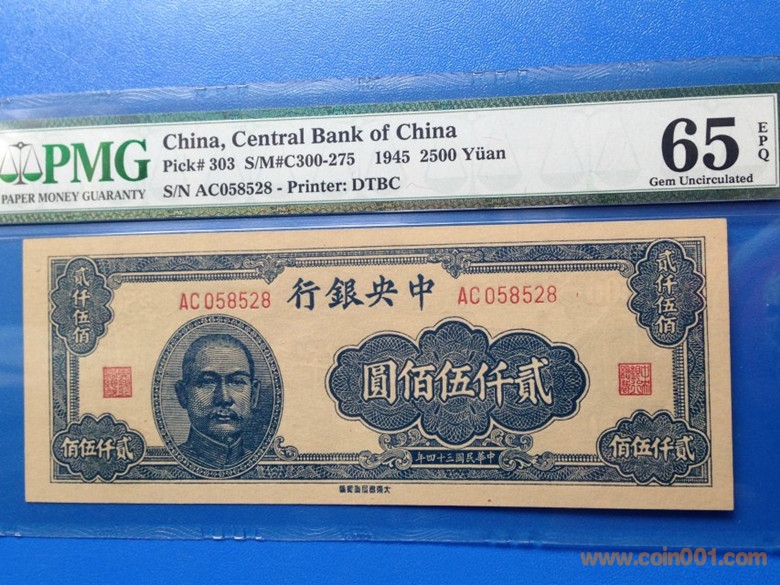 PMG
PAPER MONEY GUARANTY
China, Central Bank of China
Pick# 303 S/M#C300-275 1945 2500 Yüan
S/N AC058528 - Printer: DTBC
65 EPQ
Gem Uncirculated
貳仟伍佰
貳仟伍佰
AC058528
行銀央中
AC058528
圓佰伍仟貳
佰伍仟貳
年四十三國民華中
佰伍仟貳
www.coin001.com